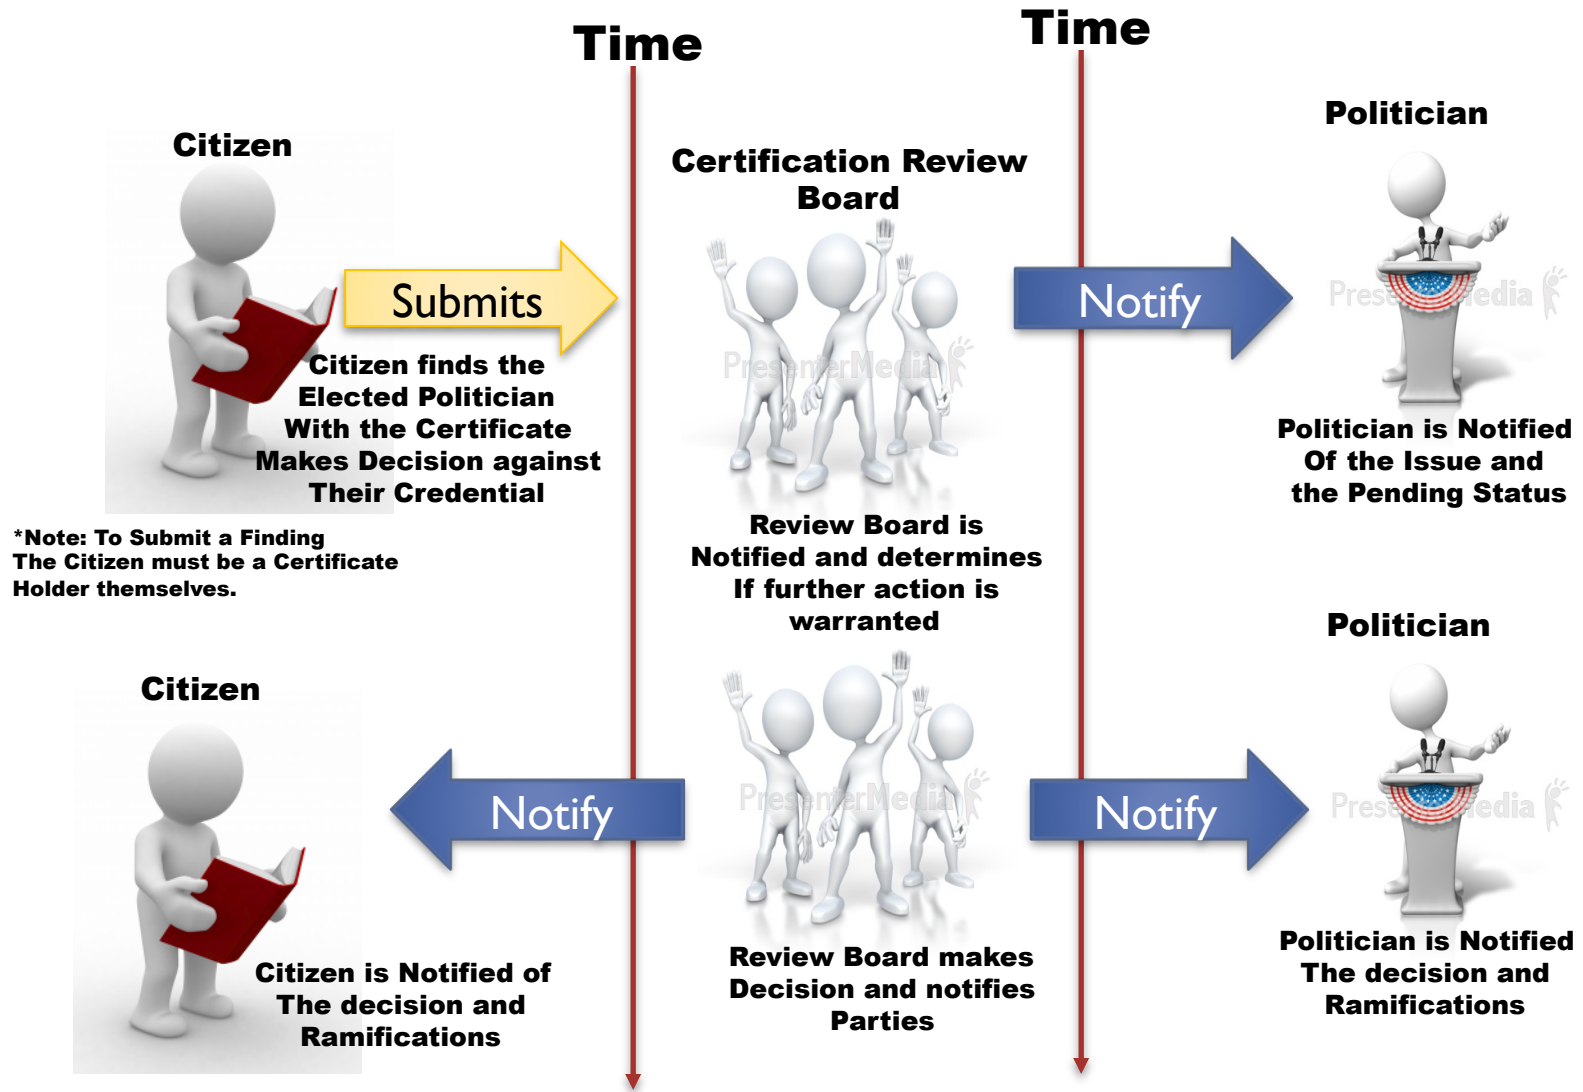 Time
Time
Citizen
Certification Review
Board
Politician
Submits
Notify
PresenterMedia
Citizen finds the
Elected Politician
With the Certificate
Makes Decision against
Their Credential
*Note: To Submit a Finding
The Citizen must be a Certificate
Holder themselves.
PresenterMedia
Review Board is
Notified and determines
If further action is
warranted
Politician is Notified
Of the Issue and
the Pending Status
Citizen
Politician
Notify
PresenterMedia
Notify
PresenterMedia
Citizen is Notified of
The decision and
Ramifications
Review Board makes
Decision and notifies
Parties
Politician is Notified
The decision and
Ramifications